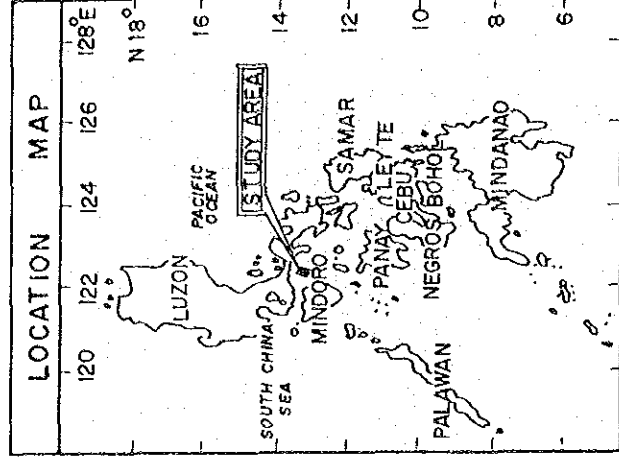 LOCATION MAP
120 122 124 126 128°E
N 18°
16
14
12
10
8
6
PACIFIC
OCEAN
LUZON
STUDY AREA
SOUTH CHINA
SEA
MINDORO
SAMAR
PANAY
LEYTE
CEBU
NEGROS
BOHOL
PALAWAN
MINDANAO